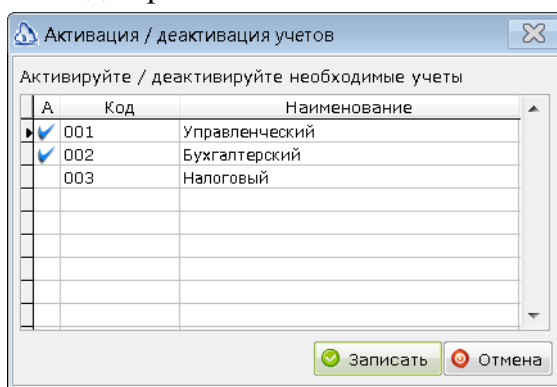 Активация / деактивация учетов
Активируйте / деактивируйте необходимые учеты
А Код Наименование
001 Управленческий
002 Бухгалтерский
003 Налоговый
Записать Отмена